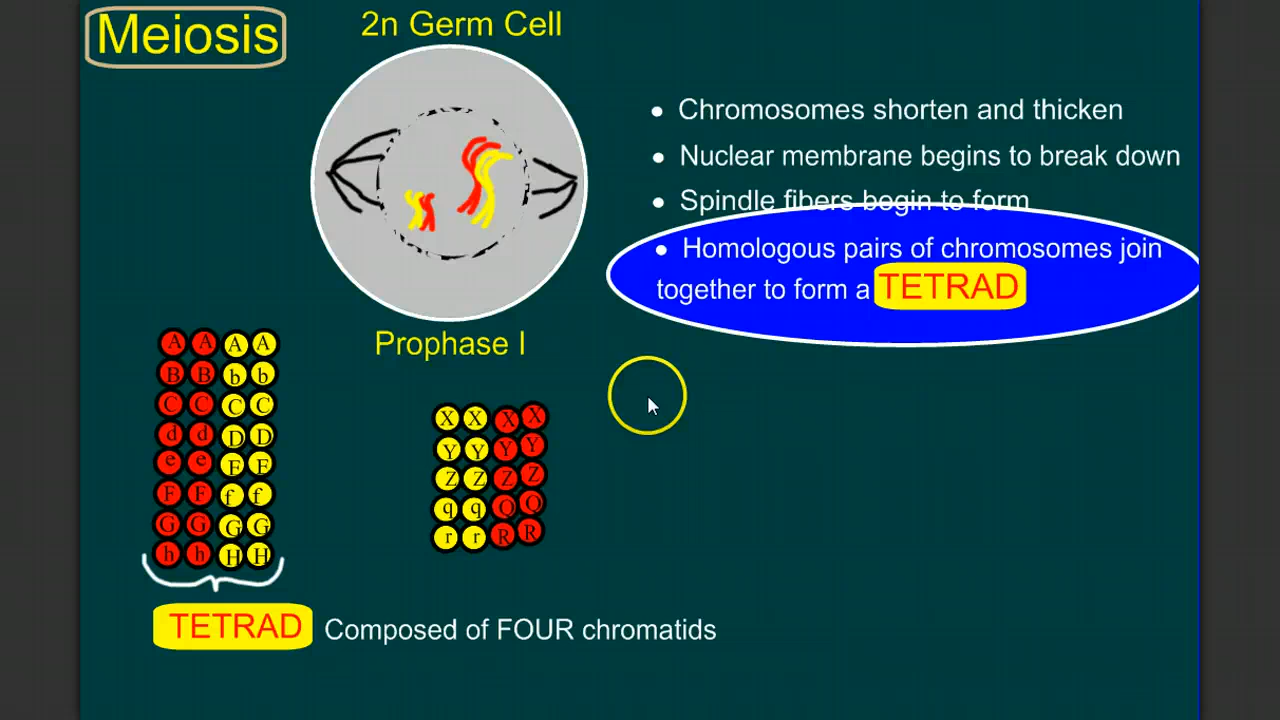 Meiosis
2n Germ Cell
• Chromosomes shorten and thicken
• Nuclear membrane begins to break down
• Spindle fibers begin to form
• Homologous pairs of chromosomes join
together to form a TETRAD
Prophase I
A A A A
B B b b
C C C C
d d D D
e e E E
F F f f
G G G G
h h H H
X X X X
Y Y Y Y
Z Z Z Z
q q Q Q
r r R R
TETRAD Composed of FOUR chromatids